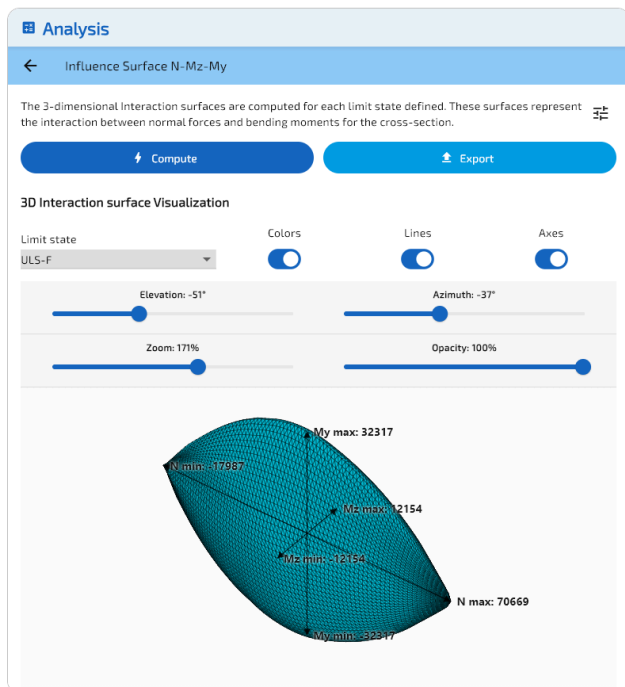 Analysis
Influence Surface N-Mz-My
The 3-dimensional Interaction surfaces are computed for each limit state defined. These surfaces represent
the interaction between normal forces and bending moments for the cross-section.
Compute
Export
3D Interaction surface Visualization
Limit state
ULS-F
Colors
Lines
Axes
Elevation: -51°
Azimuth: -37°
Zoom: 171%
Opacity: 100%
My max: 32317
N min: -17987
Mz max: 12154
Mz min: -12154
N max: 70669
My min: -32317